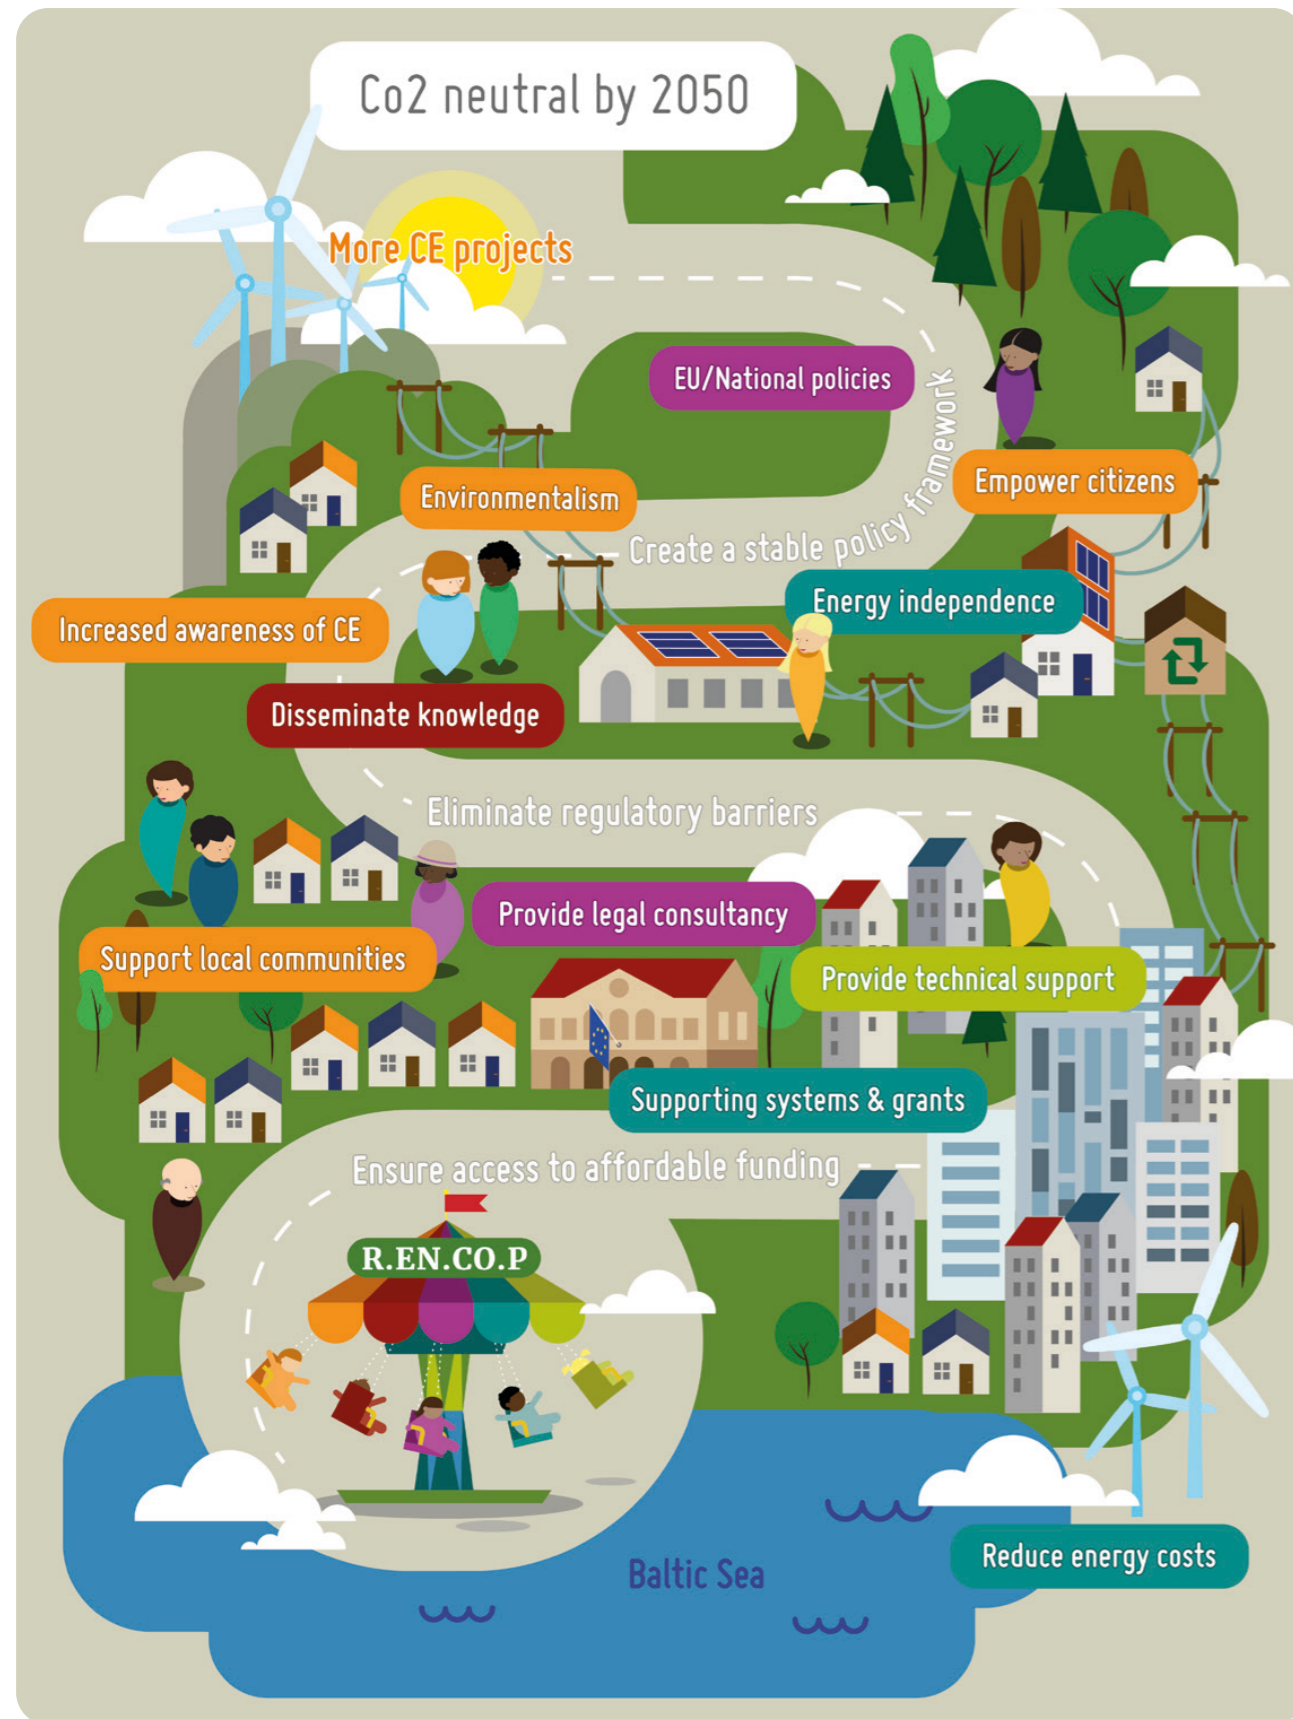 Co2 neutral by 2050
More CE projects
EU/National policies
Create a stable policy framework
Empower citizens
Environmentalism
Energy independence
Increased awareness of CE
Disseminate knowledge
Eliminate regulatory barriers
Provide legal consultancy
Support local communities
Provide technical support
Supporting systems & grants
Ensure access to affordable funding
R.EN.CO.P
Reduce energy costs
Baltic Sea